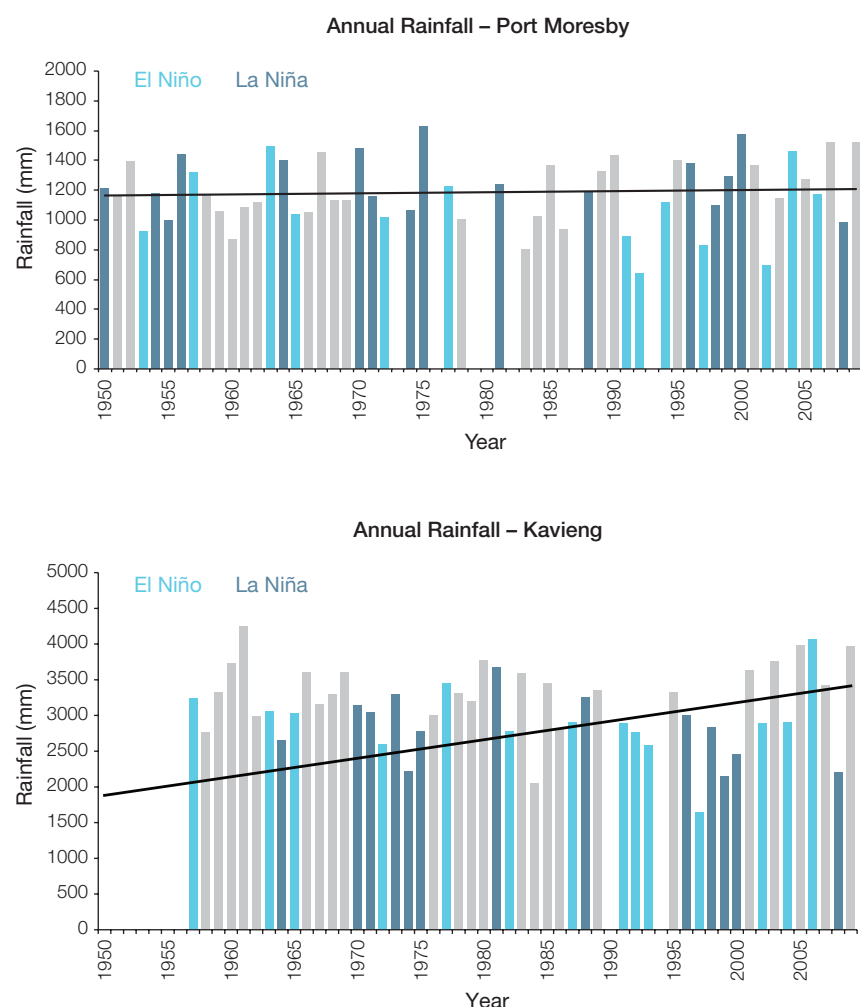 Annual Rainfall – Port Moresby
El Niño La Niña
Rainfall (mm)
2000
1800
1600
1400
1200
1000
800
600
400
200
0
1950 1955 1960 1965 1970 1975 1980 1985 1990 1995 2000 2005
Year
Annual Rainfall – Kavieng
El Niño La Niña
Rainfall (mm)
5000
4500
4000
3500
3000
2500
2000
1500
1000
500
0
1950 1955 1960 1965 1970 1975 1980 1985 1990 1995 2000 2005
Year